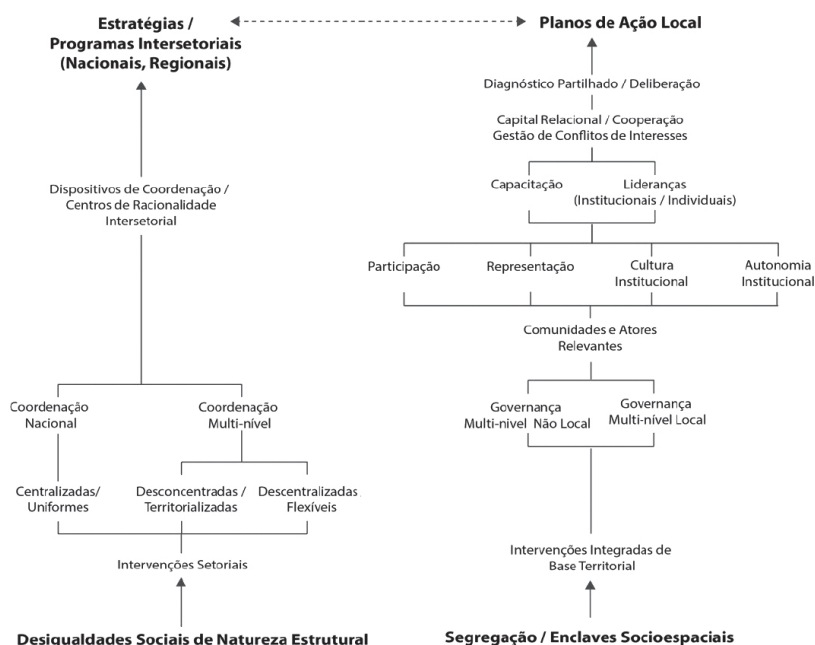 Estratégias /
Programas Intersetoriais
(Nacionais, Regionais)
Planos de Ação Local
Diagnóstico Partilhado / Deliberação
Capital Relacional / Cooperação
Gestão de Conflitos de Interesses
Dispositivos de Coordenação /
Centros de Racionalidade
Intersetorial
Capacitação
Lideranças
(Institucionais / Individuais)
Participação
Representação
Cultura
Institucional
Autonomia
Institucional
Comunidades e Atores
Relevantes
Coordenação
Nacional
Coordenação
Multi-nível
Governança
Multi-nivel Não Local
Governança
Multi-nível Local
Centralizadas/
Uniformes
Desconcentradas /
Territorializadas
Descentralizadas
Flexíveis
Intervenções Setoriais
Intervenções Integradas de
Base Territorial
Desigualdades Sociais de Natureza Estrutural
Segregação / Enclaves Socioespaciais